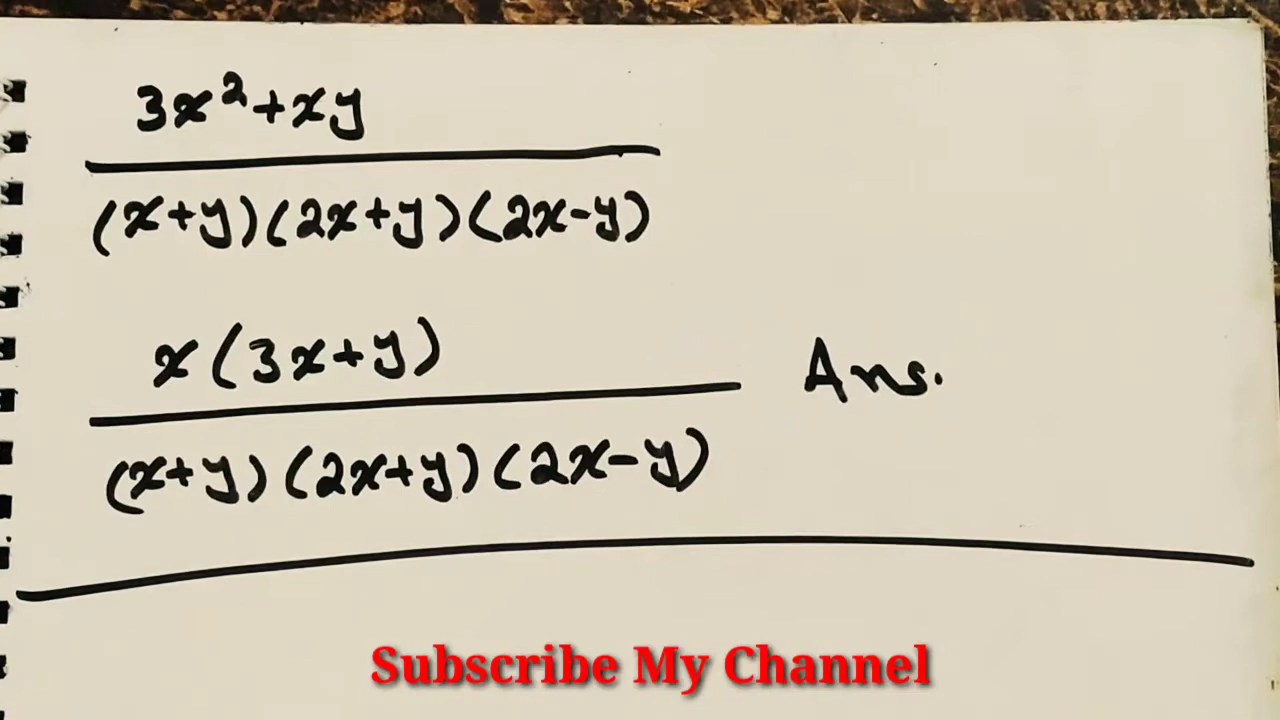 3x²+xy
(x+y)(2x+y)(2x-y)
x(3x+y)
Ans.
(x+y)(2x+y)(2x-y)
Subscribe My Channel